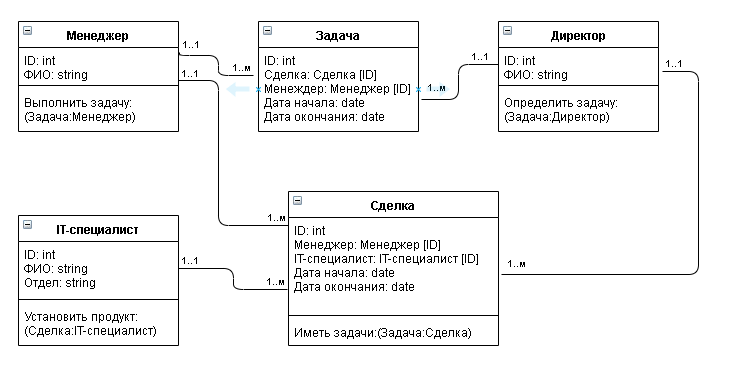 Менеджер
ID: int
ФИО: string
Выполнить задачу:
(Задача:Менеджер)
1..1
1..м
1..1
Задача
ID: int
Сделка: Сделка [ID]
Менеждер: Менеджер [ID]
Дата начала: date
Дата окончания: date
1..1
1..м
Директор
ID: int
ФИО: string
Определить задачу:
(Задача:Директор)
1..1
IT-специалист
ID: int
ФИО: string
Отдел: string
Установить продукт:
(Сделка:IT-специалист)
1..1
1..м
1..м
Сделка
ID: int
Менеджер: Менеджер [ID]
IT-специалист: IT-специалист [ID]
Дата начала: date
Дата окончания: date
Иметь задачи:(Задача:Сделка)
1..м